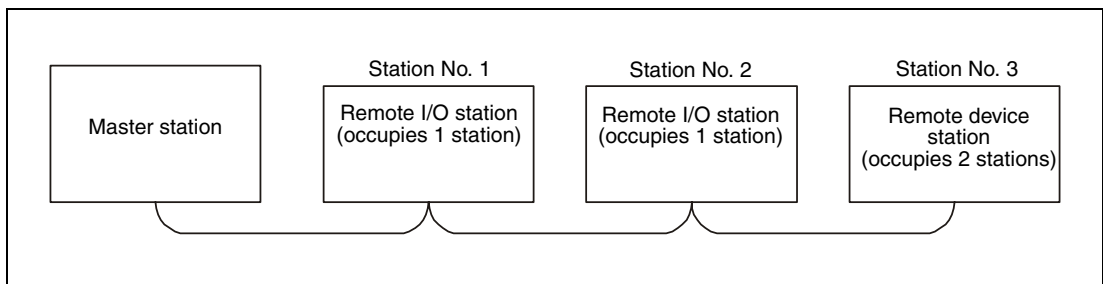 Station No. 1
Station No. 2
Station No. 3
Master station
Remote I/O station
(occupies 1 station)
Remote I/O station
(occupies 1 station)
Remote device
station
(occupies 2 stations)